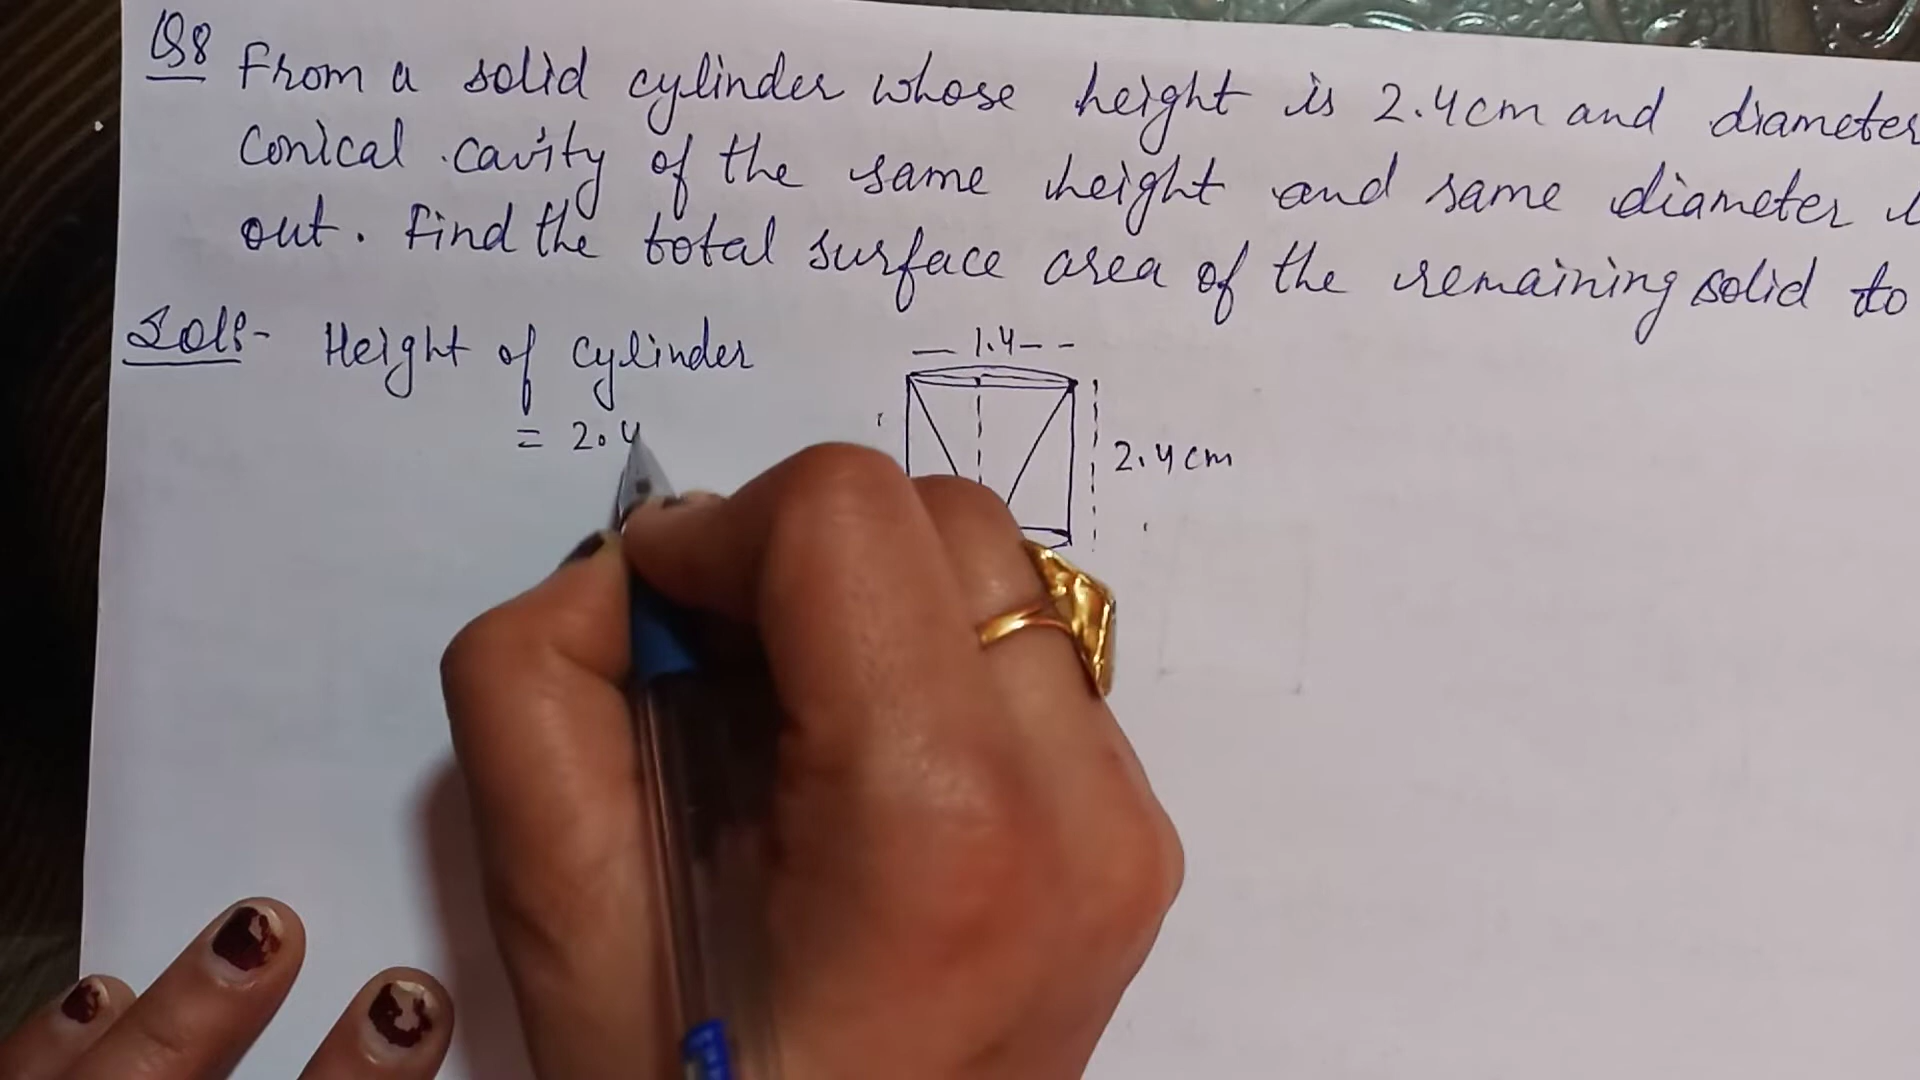 Q8 From a solid cylinder whose height is 2.4cm and diameter
Conical cavity of the same height and same diameter
out. Find the total surface area of the remaining solid to
Sol:- Height of cylinder
= 2.4
— 1.4 - -
2.4cm